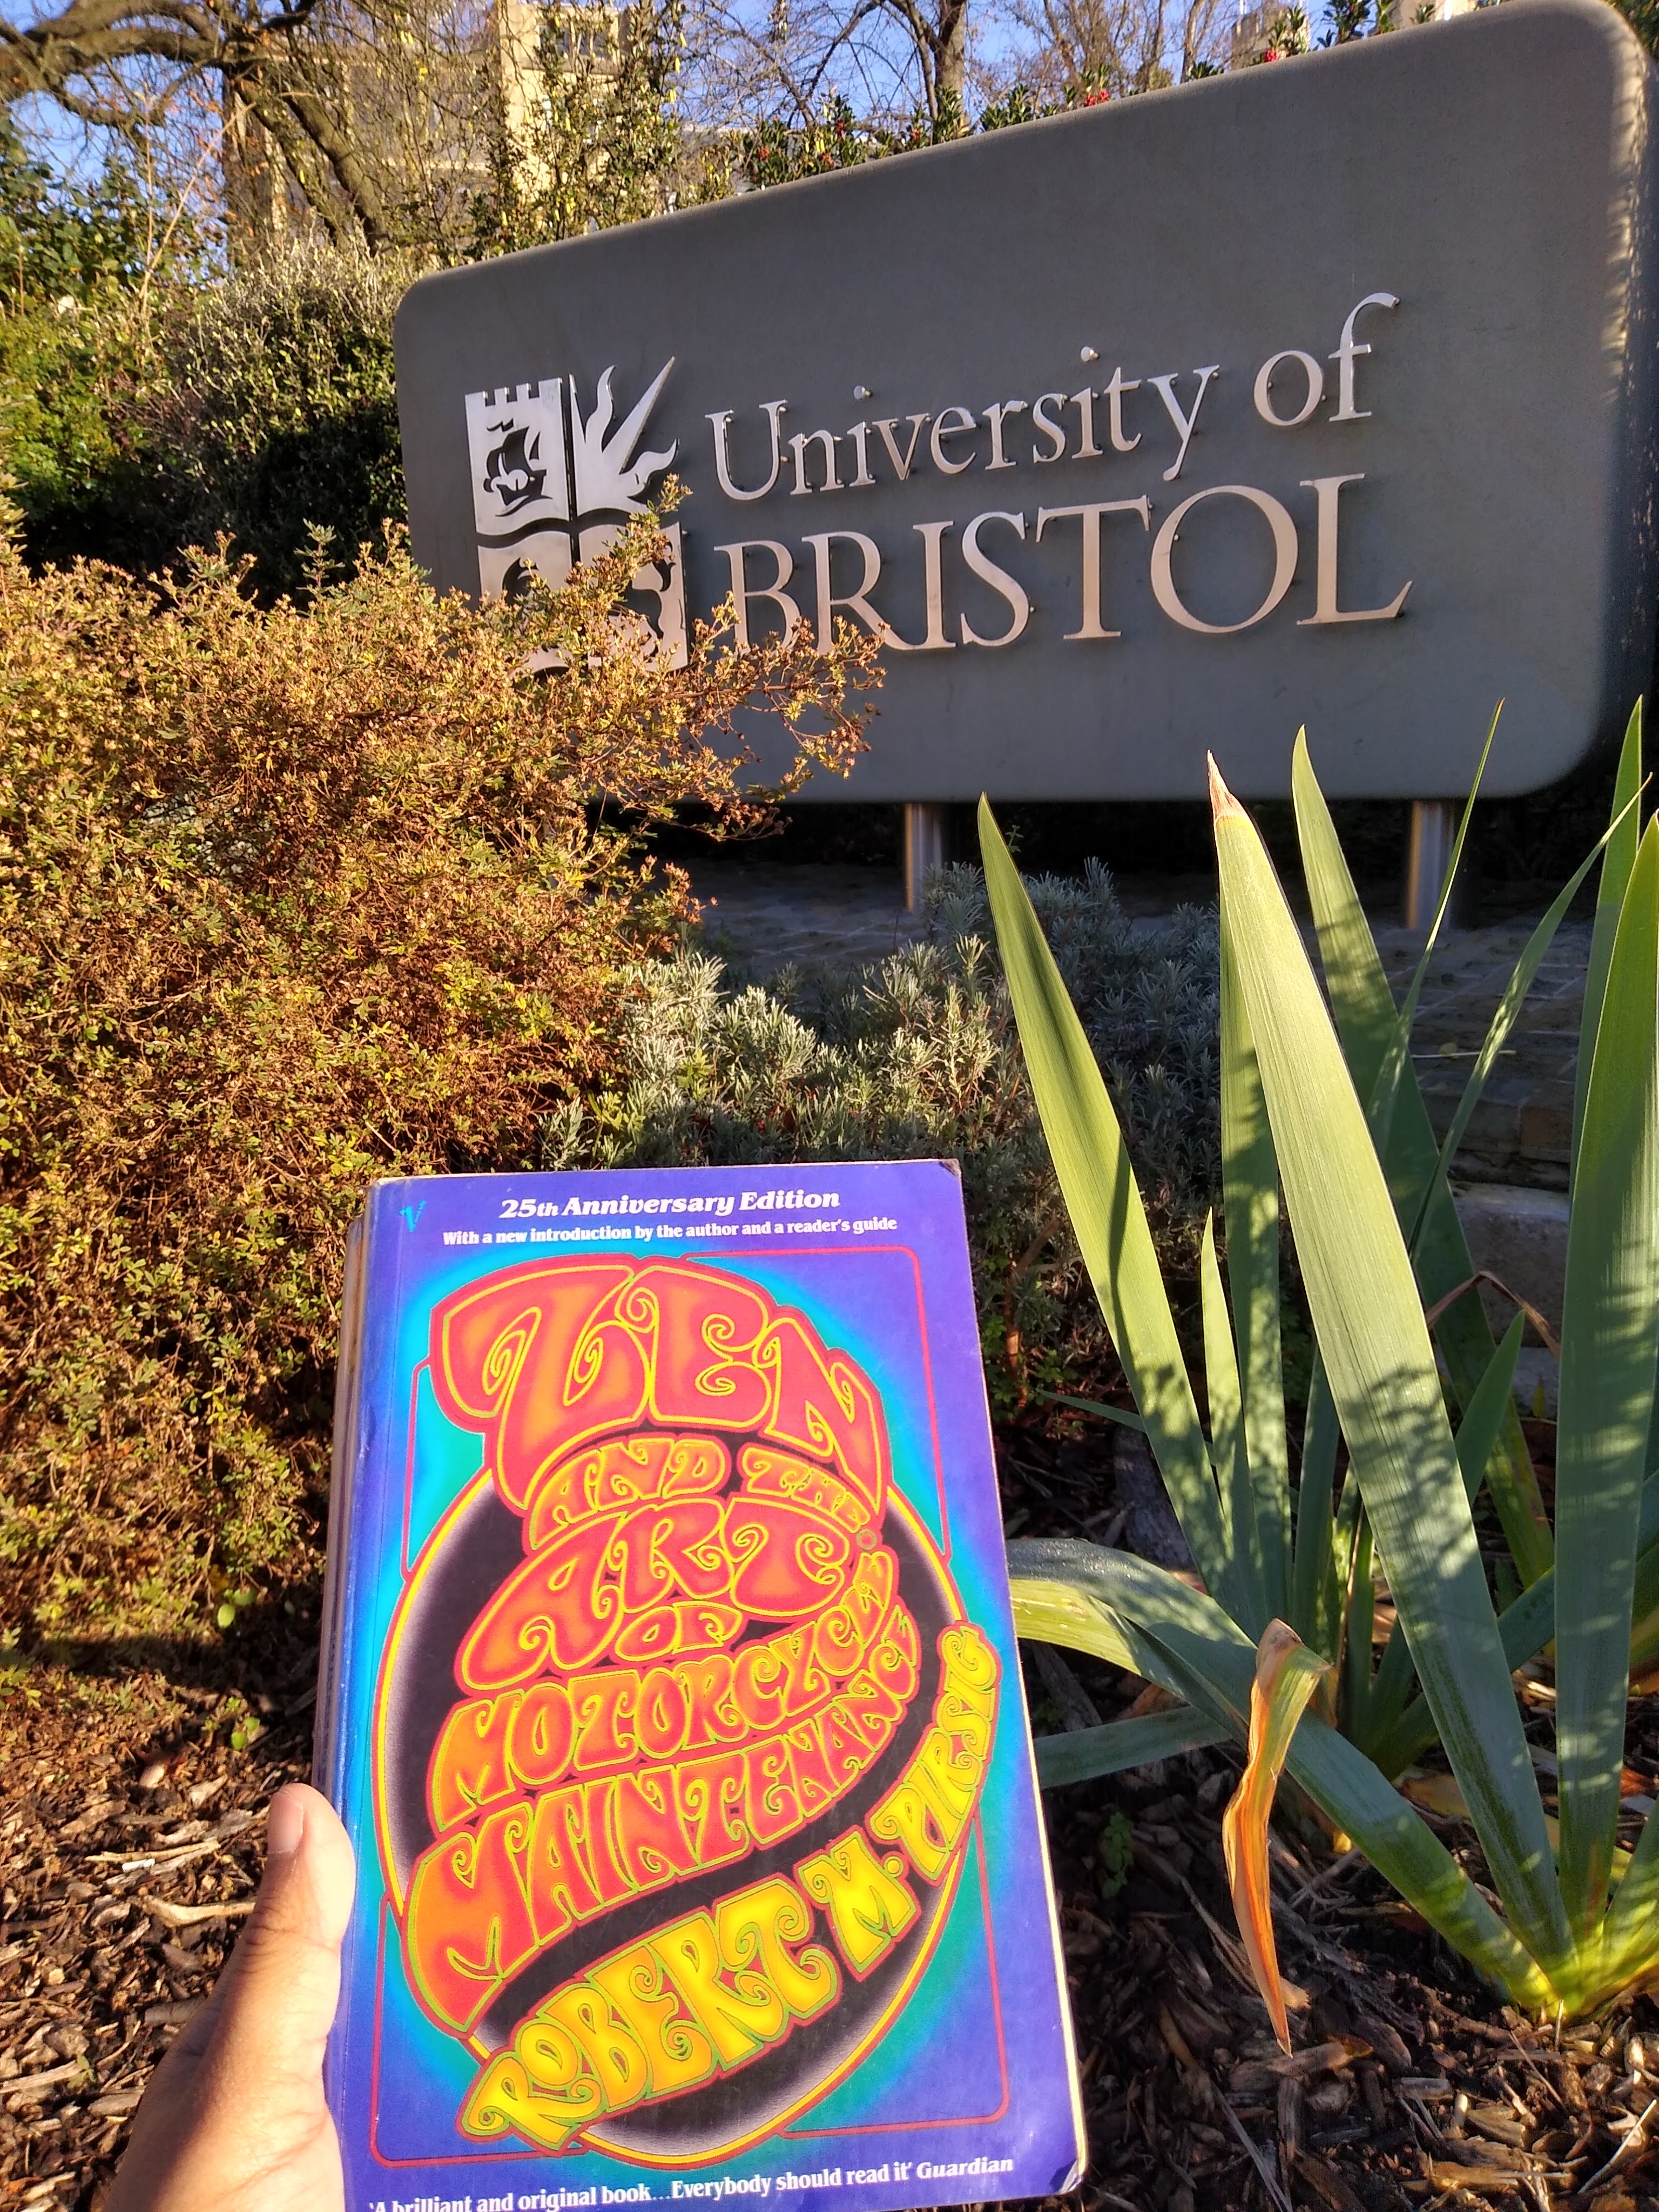 University of
BRISTOL
25th Anniversary Edition
With a new introduction by the author and a reader's guide
ZEN
AND THE
ART
OF
MOTORCYCLE
MAINTENANCE
ROBERT M. PIRSIG
'A brilliant and original book...Everybody should read it' Guardian